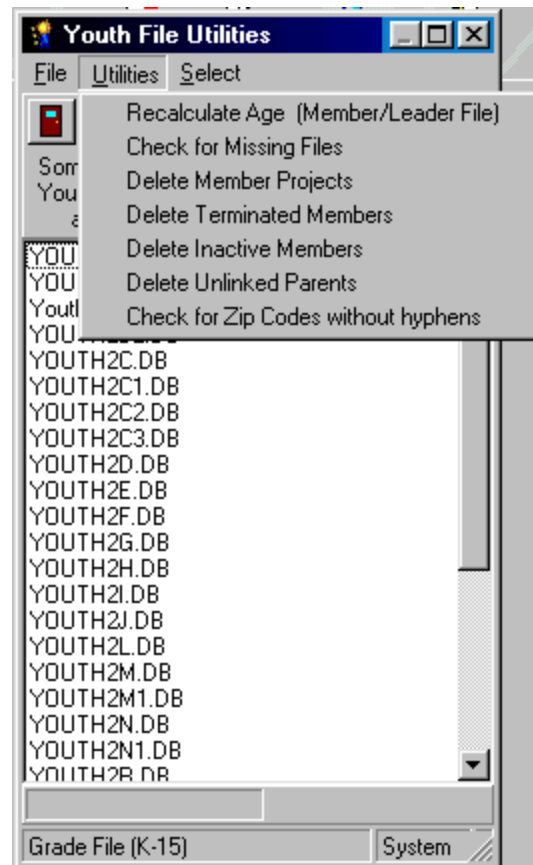 Youth File Utilities
File Utilities Select
Recalculate Age (Member/Leader File)
Check for Missing Files
Delete Member Projects
Delete Terminated Members
Delete Inactive Members
Delete Unlinked Parents
Check for Zip Codes without hyphens
YOUTH2C.DB
YOUTH2C1.DB
YOUTH2C2.DB
YOUTH2C3.DB
YOUTH2D.DB
YOUTH2E.DB
YOUTH2F.DB
YOUTH2G.DB
YOUTH2H.DB
YOUTH2I.DB
YOUTH2J.DB
YOUTH2L.DB
YOUTH2M.DB
YOUTH2M1.DB
YOUTH2N.DB
YOUTH2N1.DB
YOUTH2R.DB
Grade File (K-15) System